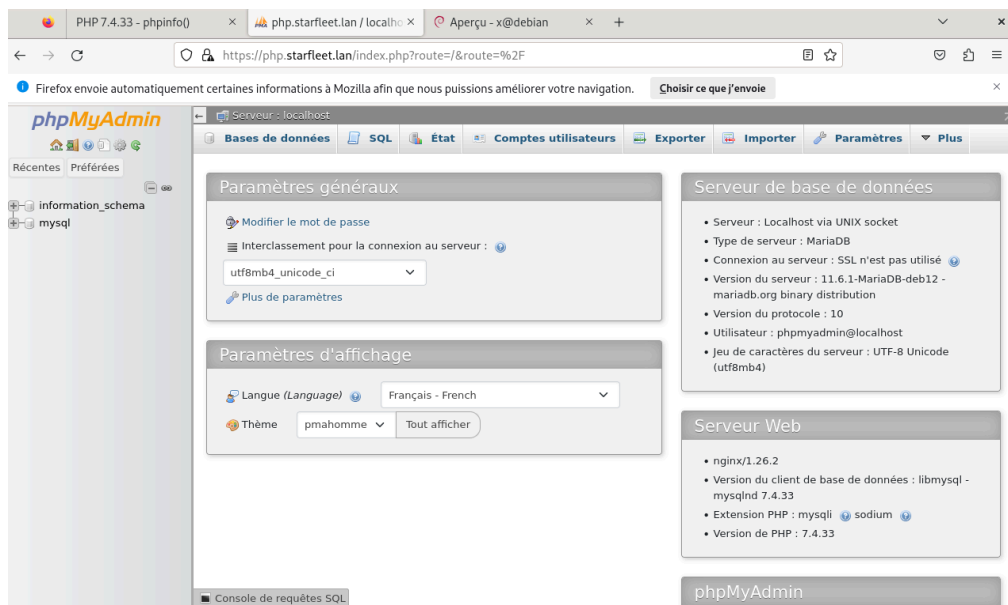 PHP 7.4.33 - phpinfo()
php.starfleet.lan / localho
Aperçu - x@debian
https://php.starfleet.lan/index.php?route=/&route=%2F
Firefox envoie automatiquement certaines informations à Mozilla afin que nous puissions améliorer votre navigation.
Choisir ce que j'envoie
phpMyAdmin
Récentes
Préférées
information_schema
mysql
Serveur : localhost
Bases de données
SQL
État
Comptes utilisateurs
Exporter
Importer
Paramètres
Plus
Paramètres généraux
Modifier le mot de passe
Interclassement pour la connexion au serveur :
utf8mb4_unicode_ci
Plus de paramètres
Paramètres d'affichage
Langue (Language)
Français - French
Thème
pmahomme
Tout afficher
Serveur de base de données
Serveur : Localhost via UNIX socket
Type de serveur : MariaDB
Connexion au serveur : SSL n'est pas utilisé
Version du serveur : 11.6.1-MariaDB-deb12 -
mariadb.org binary distribution
Version du protocole : 10
Utilisateur : phpmyadmin@localhost
Jeu de caractères du serveur : UTF-8 Unicode
(utf8mb4)
Serveur Web
nginx/1.26.2
Version du client de base de données : libmysql -
mysqlnd 7.4.33
Extension PHP : mysqli sodium
Version de PHP : 7.4.33
phpMyAdmin
Console de requêtes SQL